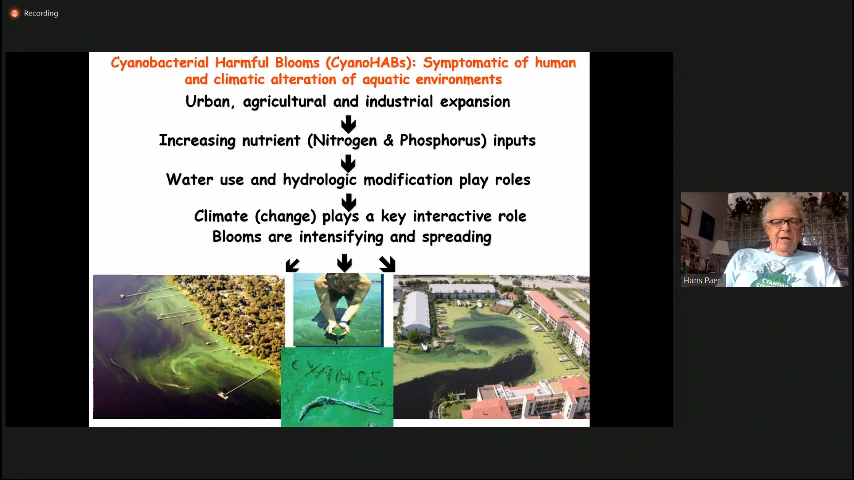 Recording
Cyanobacterial Harmful Blooms (CyanoHABs): Symptomatic of human
and climatic alteration of aquatic environments
Urban, agricultural and industrial expansion
Increasing nutrient (Nitrogen & Phosphorus) inputs
Water use and hydrologic modification play roles
Climate (change) plays a key interactive role
Blooms are intensifying and spreading
CYANOS
Hans Paerl
CYANO